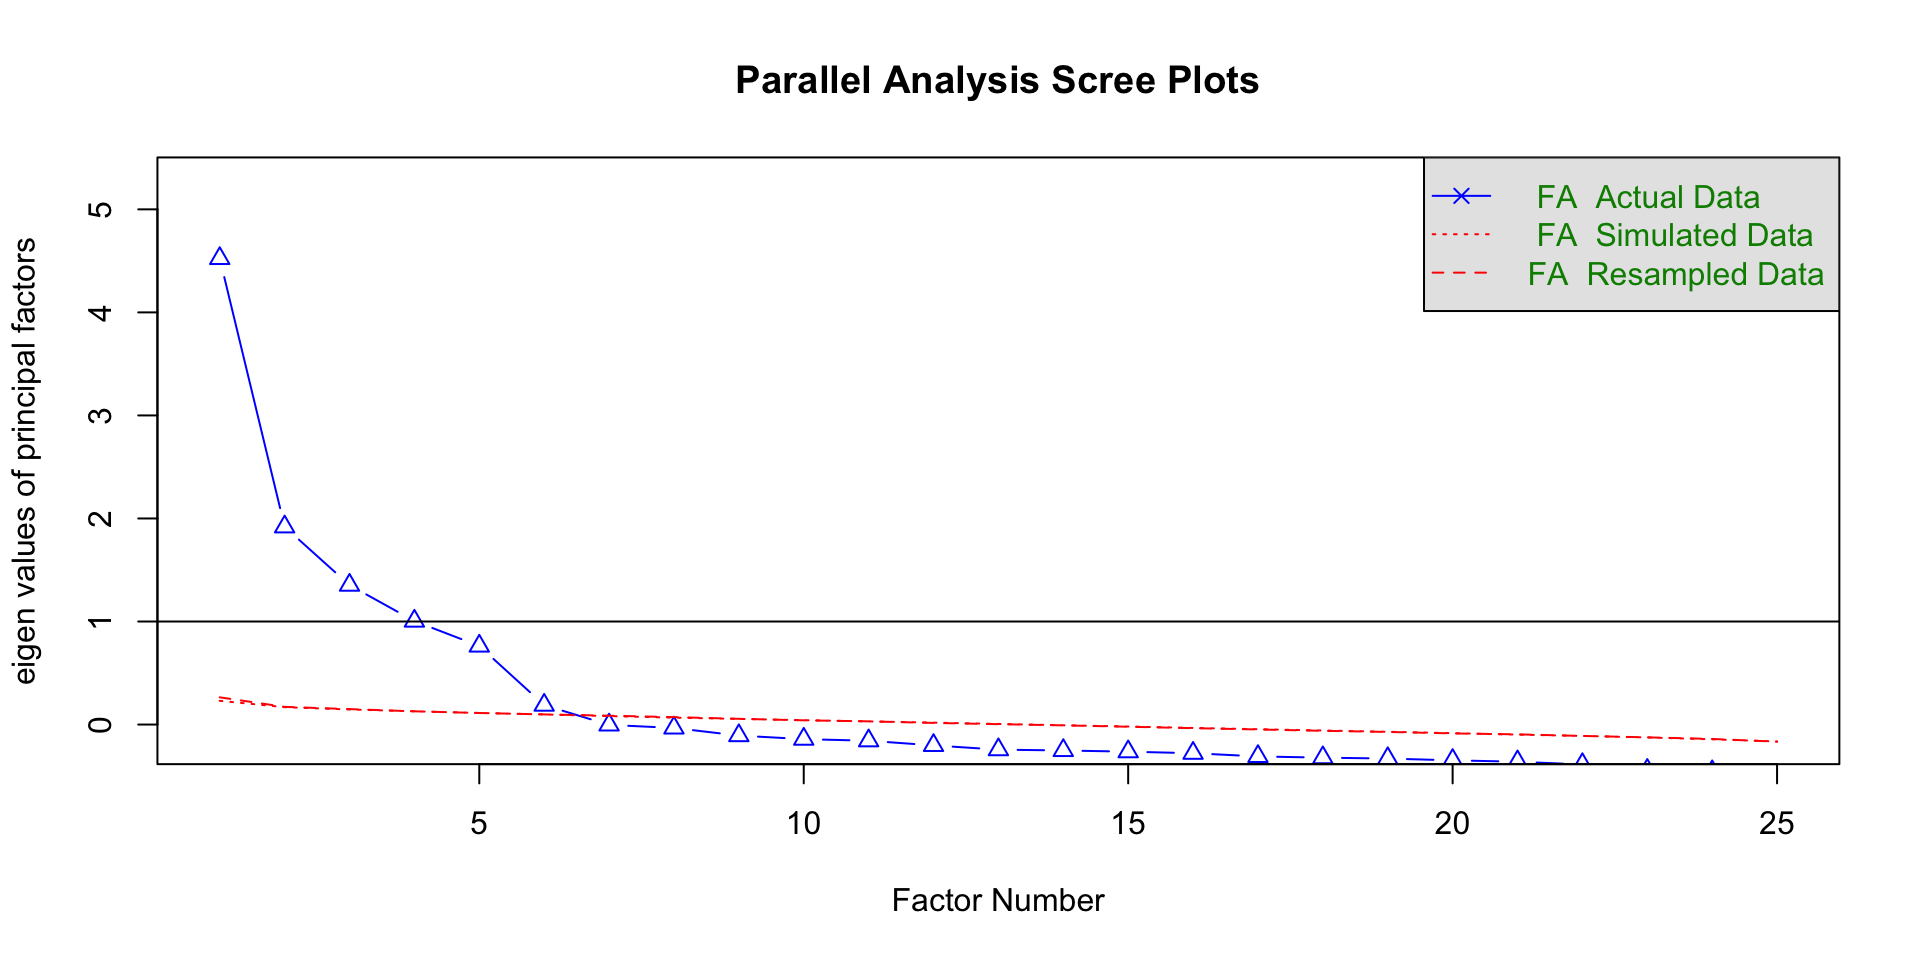 Parallel Analysis Scree Plots
FA Actual Data
FA Simulated Data
FA Resampled Data
eigen values of principal factors
5
4
3
2
1
0
5
10
15
20
25
Factor Number